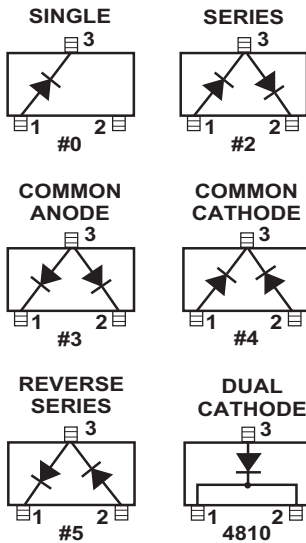 SINGLE
3
1 2
#0
SERIES
3
1 2
#2
COMMON
ANODE
3
1 2
#3
COMMON
CATHODE
3
1 2
#4
REVERSE
SERIES
3
1 2
#5
DUAL
CATHODE
3
1 2
4810